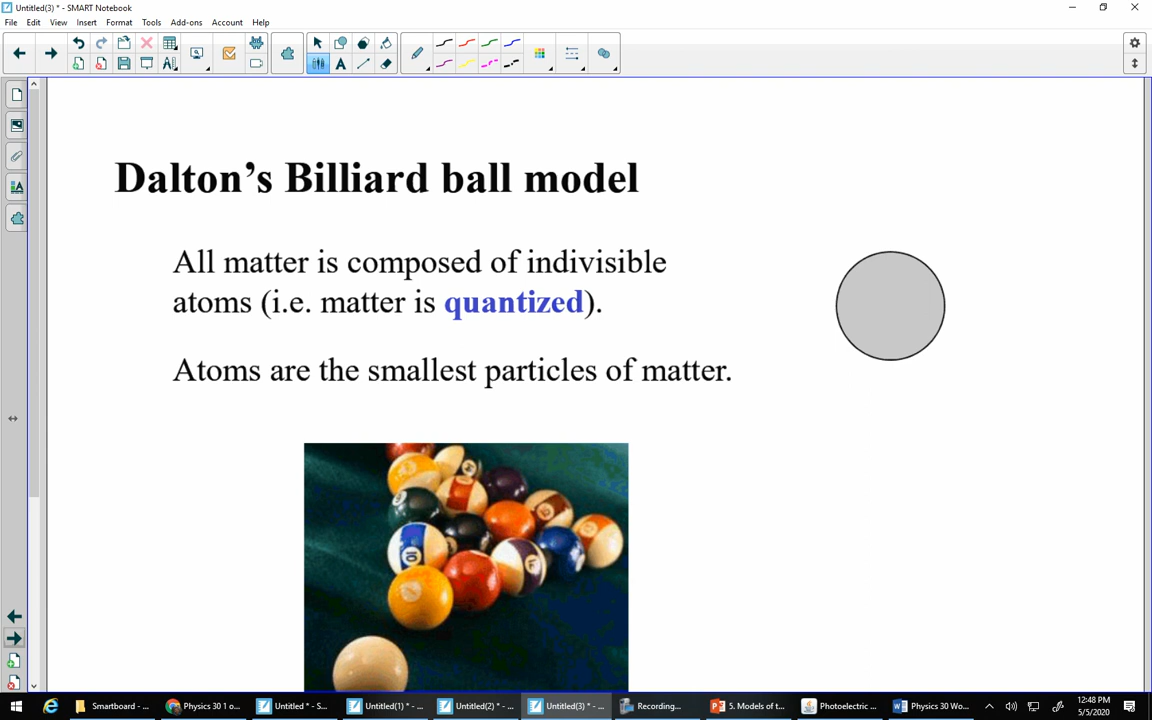 Untitled(3) * - SMART Notebook
File Edit View Insert Format Tools Add-ons Account Help
Dalton’s Billiard ball model
All matter is composed of indivisible
atoms (i.e. matter is quantized).
Atoms are the smallest particles of matter.
10
Smartboard - ... Physics 30 1 o... Untitled * - S... Untitled(1) * - ... Untitled(2) * - ... Untitled(3) * - ... Recording... 5. Models of t... Photoelectric ... Physics 30 Wo...
12:48 PM
5/5/2020